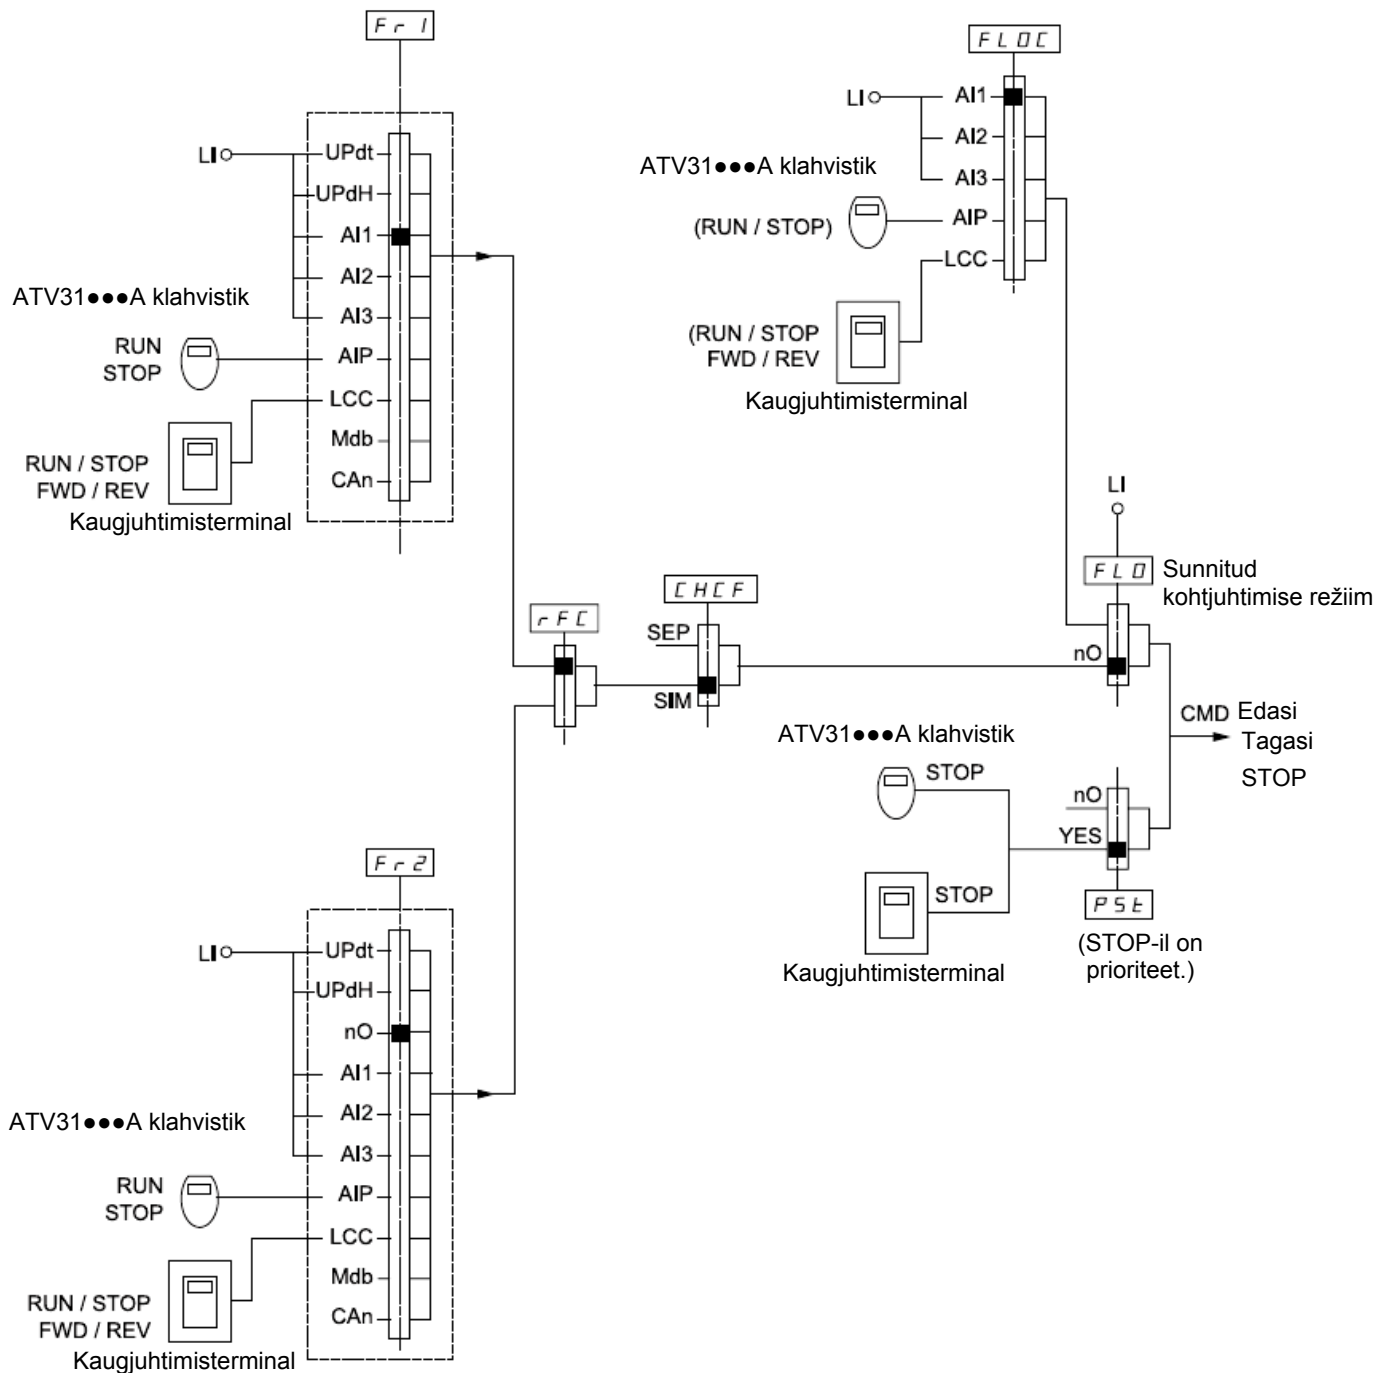 Fr1
LI
UPdt
UPdH
AI1
AI2
ATV31●●●A klahvistik
AI3
RUN
STOP
AIP
LCC
Mdb
RUN / STOP
FWD / REV
CAn
Kaugjuhtimisterminal
FLOC
LI
AI1
AI2
ATV31●●●A klahvistik
AI3
(RUN / STOP)
AIP
LCC
(RUN / STOP
FWD / REV
Kaugjuhtimisterminal
LI
FLO
Sunnitud
kohtjuhtimise režiim
rFC
CHCF
SEP
SIM
nO
CMD
Edasi
Tagasi
STOP
ATV31●●●A klahvistik
STOP
nO
YES
STOP
PSt
Kaugjuhtimisterminal
(STOP-il on
prioriteet.)
Fr2
LI
UPdt
UPdH
nO
AI1
AI2
ATV31●●●A klahvistik
AI3
RUN
STOP
AIP
LCC
Mdb
RUN / STOP
FWD / REV
CAn
Kaugjuhtimisterminal